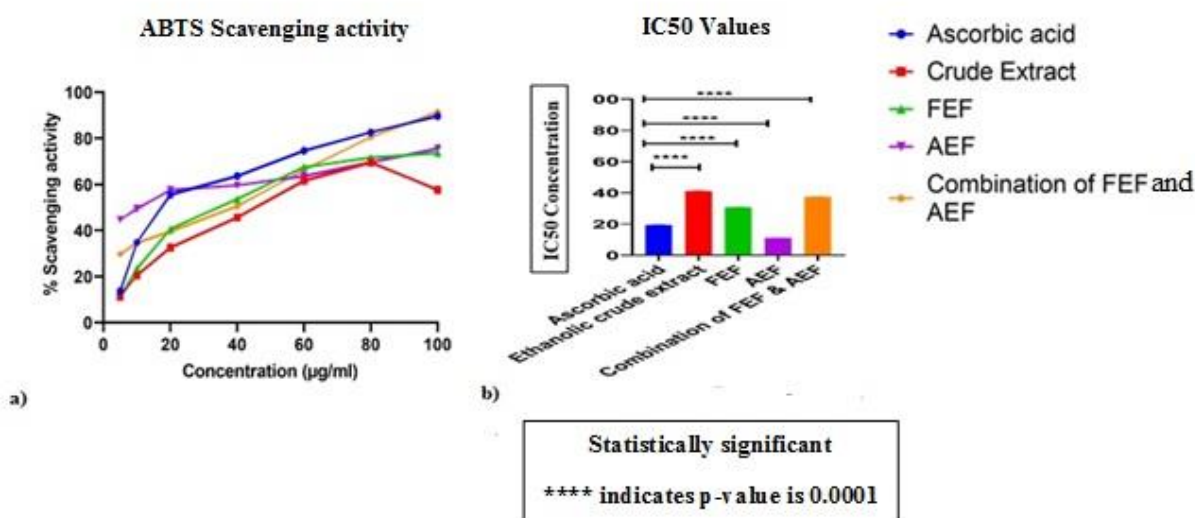 ABTS Scavenging activity
% Scavenging activity
100
80
60
40
20
0
0 20 40 60 80 100
Concentration (µg/ml)
a)
IC50 Values
IC50 Concentration
00
80
60
40
20
0
****
****
****
****
Ascorbic acid
Ethanolic crude extract
FEF
AEF
Combination of FEF & AEF
b)
Ascorbic acid
Crude Extract
FEF
AEF
Combination of FEF and
AEF
Statistically significant
**** indicates p-value is 0.0001